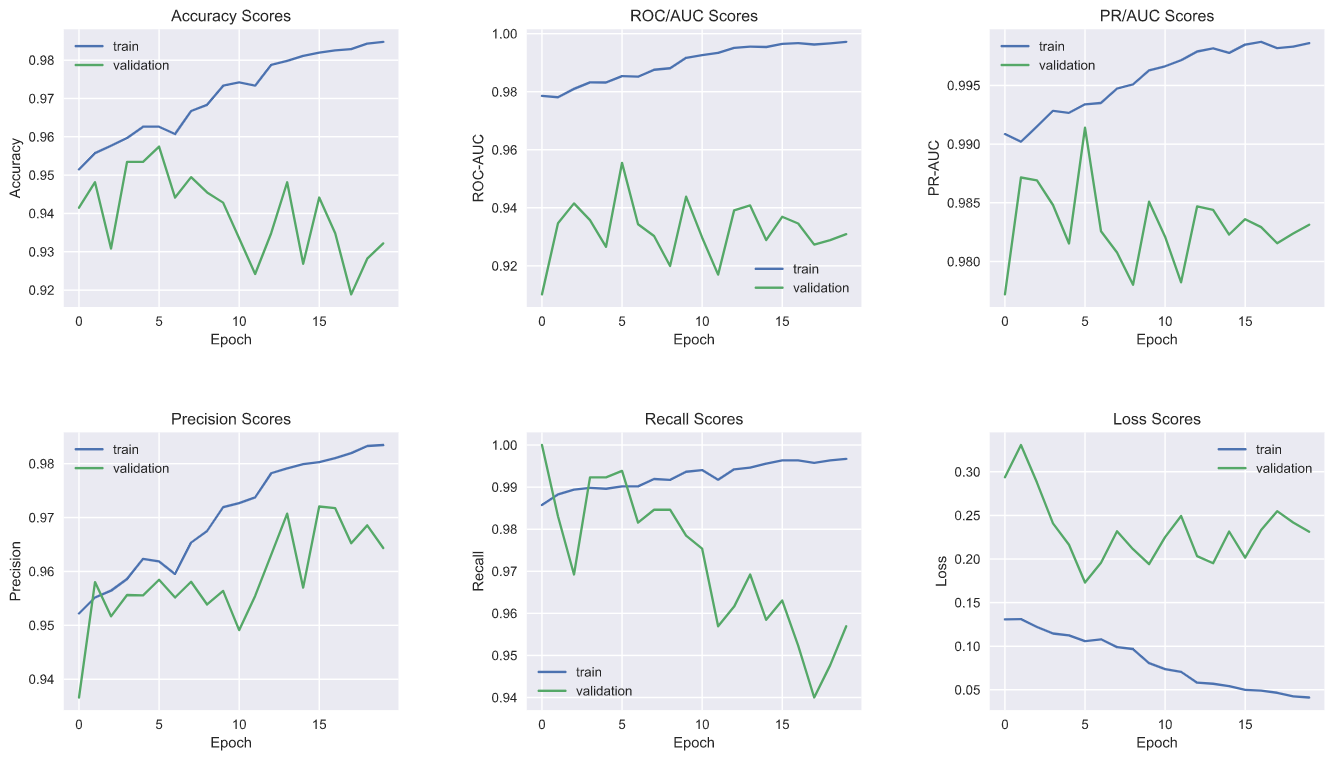 Accuracy Scores
train
validation
0.98
0.97
0.96
0.95
0.94
0.93
0.92
Accuracy
0 5 10 15
Epoch
ROC/AUC Scores
1.00
0.98
0.96
0.94
0.92
ROC-AUC
train
validation
0 5 10 15
Epoch
PR/AUC Scores
train
validation
0.995
0.990
0.985
0.980
PR-AUC
0 5 10 15
Epoch
Precision Scores
train
validation
0.98
0.97
0.96
0.95
0.94
Precision
0 5 10 15
Epoch
Recall Scores
1.00
0.99
0.98
0.97
0.96
0.95
0.94
Recall
train
validation
0 5 10 15
Epoch
Loss Scores
train
validation
0.30
0.25
0.20
0.15
0.10
0.05
Loss
0 5 10 15
Epoch